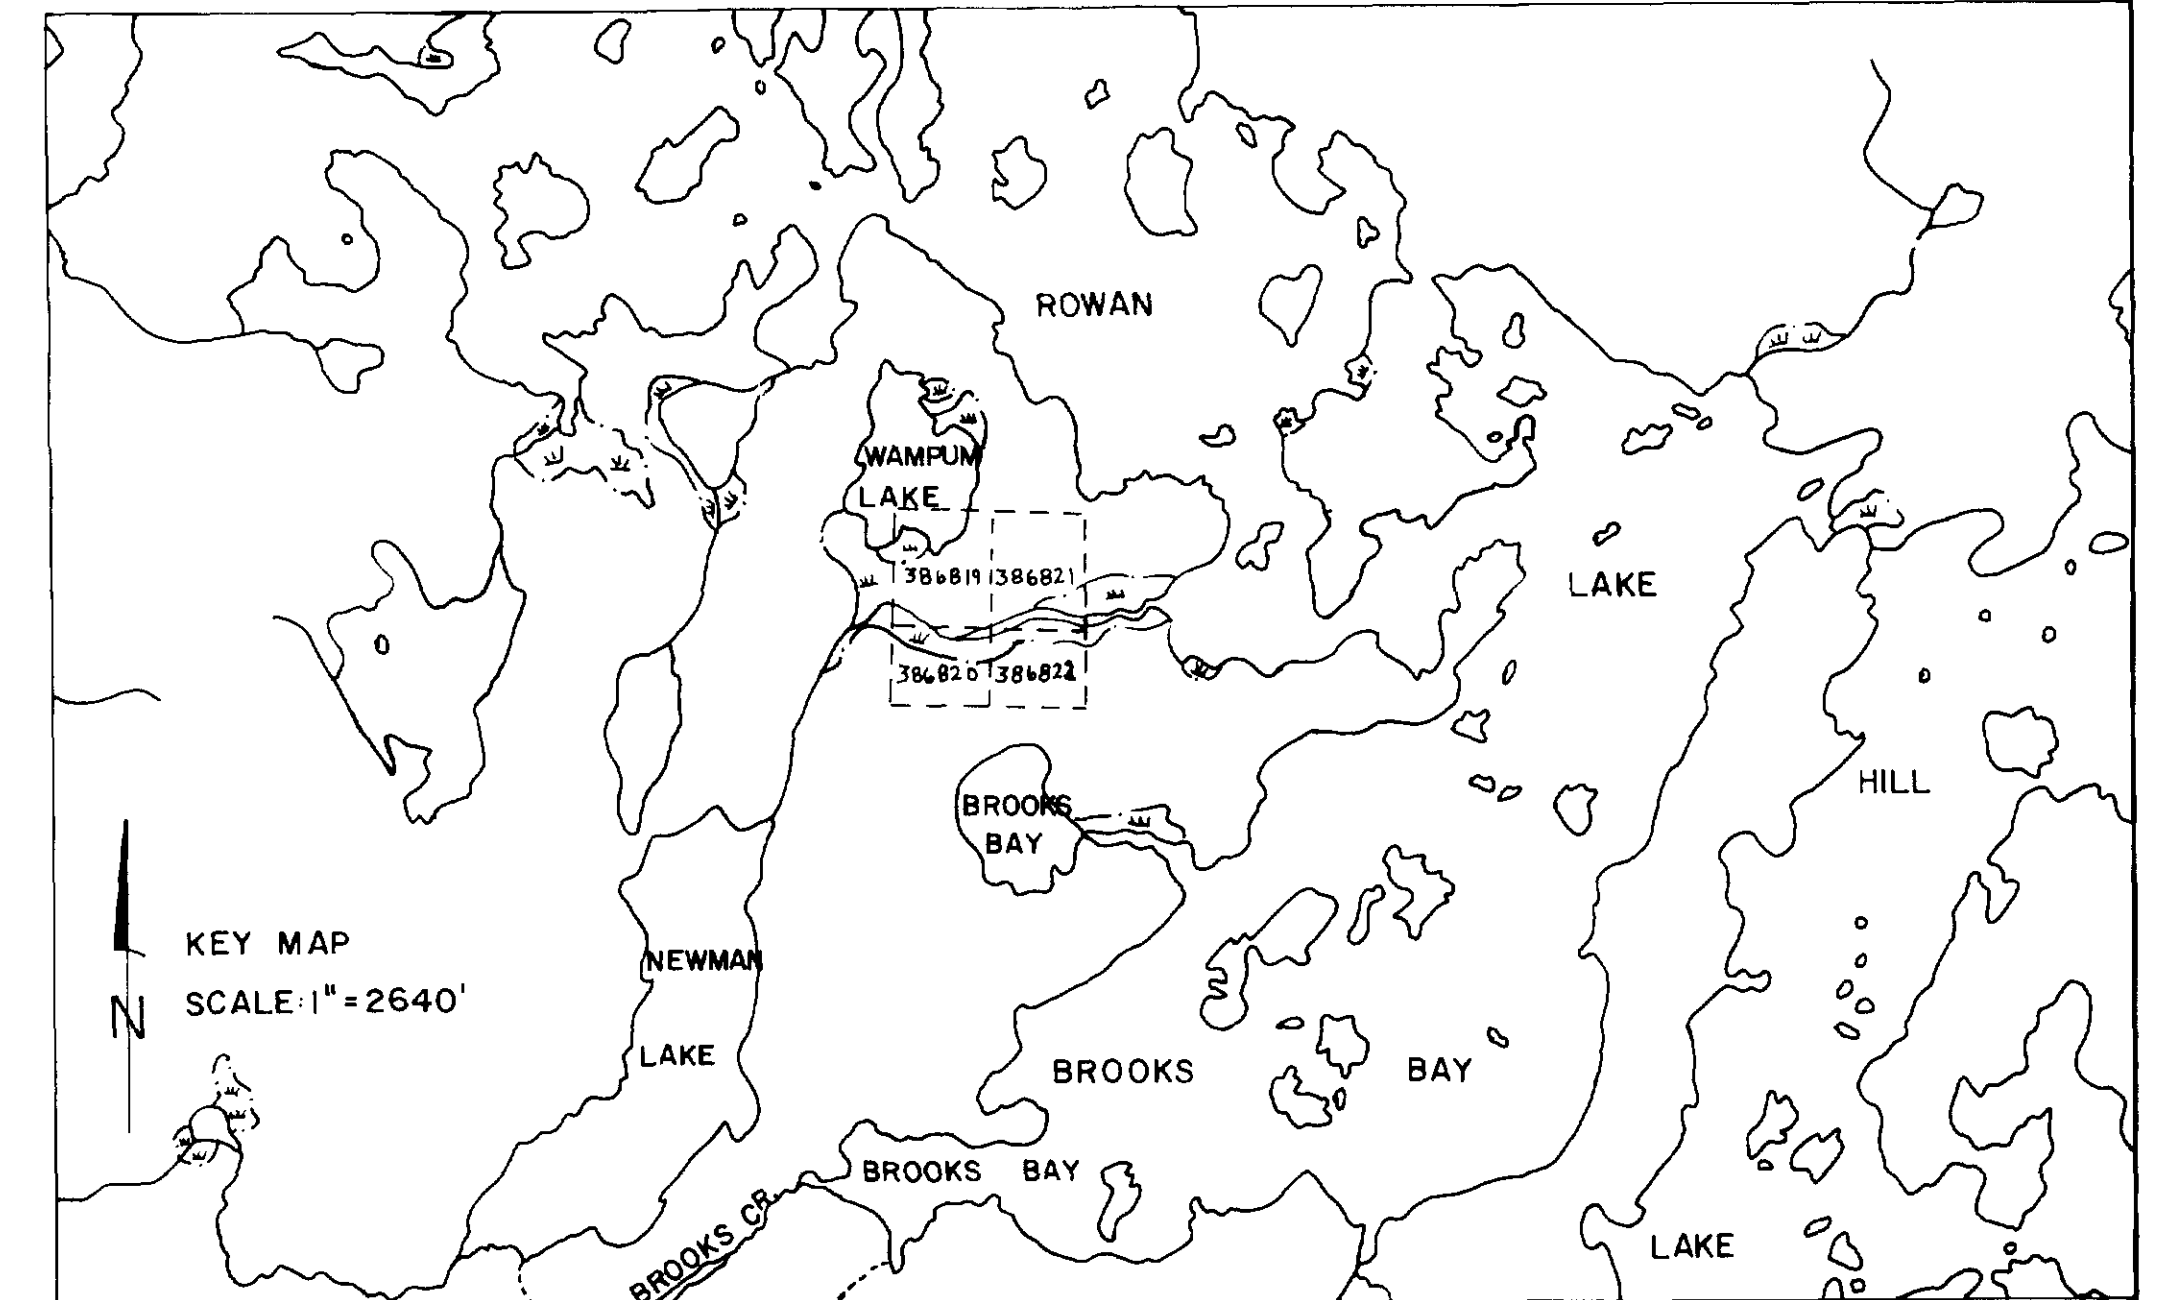 ROWAN
WAMPUM
LAKE
386819 386821
LAKE
386820 386822
HILL
BROOKS
BAY
KEY MAP
NEWMAN
SCALE: 1" = 2640'
N
LAKE
BROOKS BAY
BROOKS BAY
BROOKS CR.
LAKE